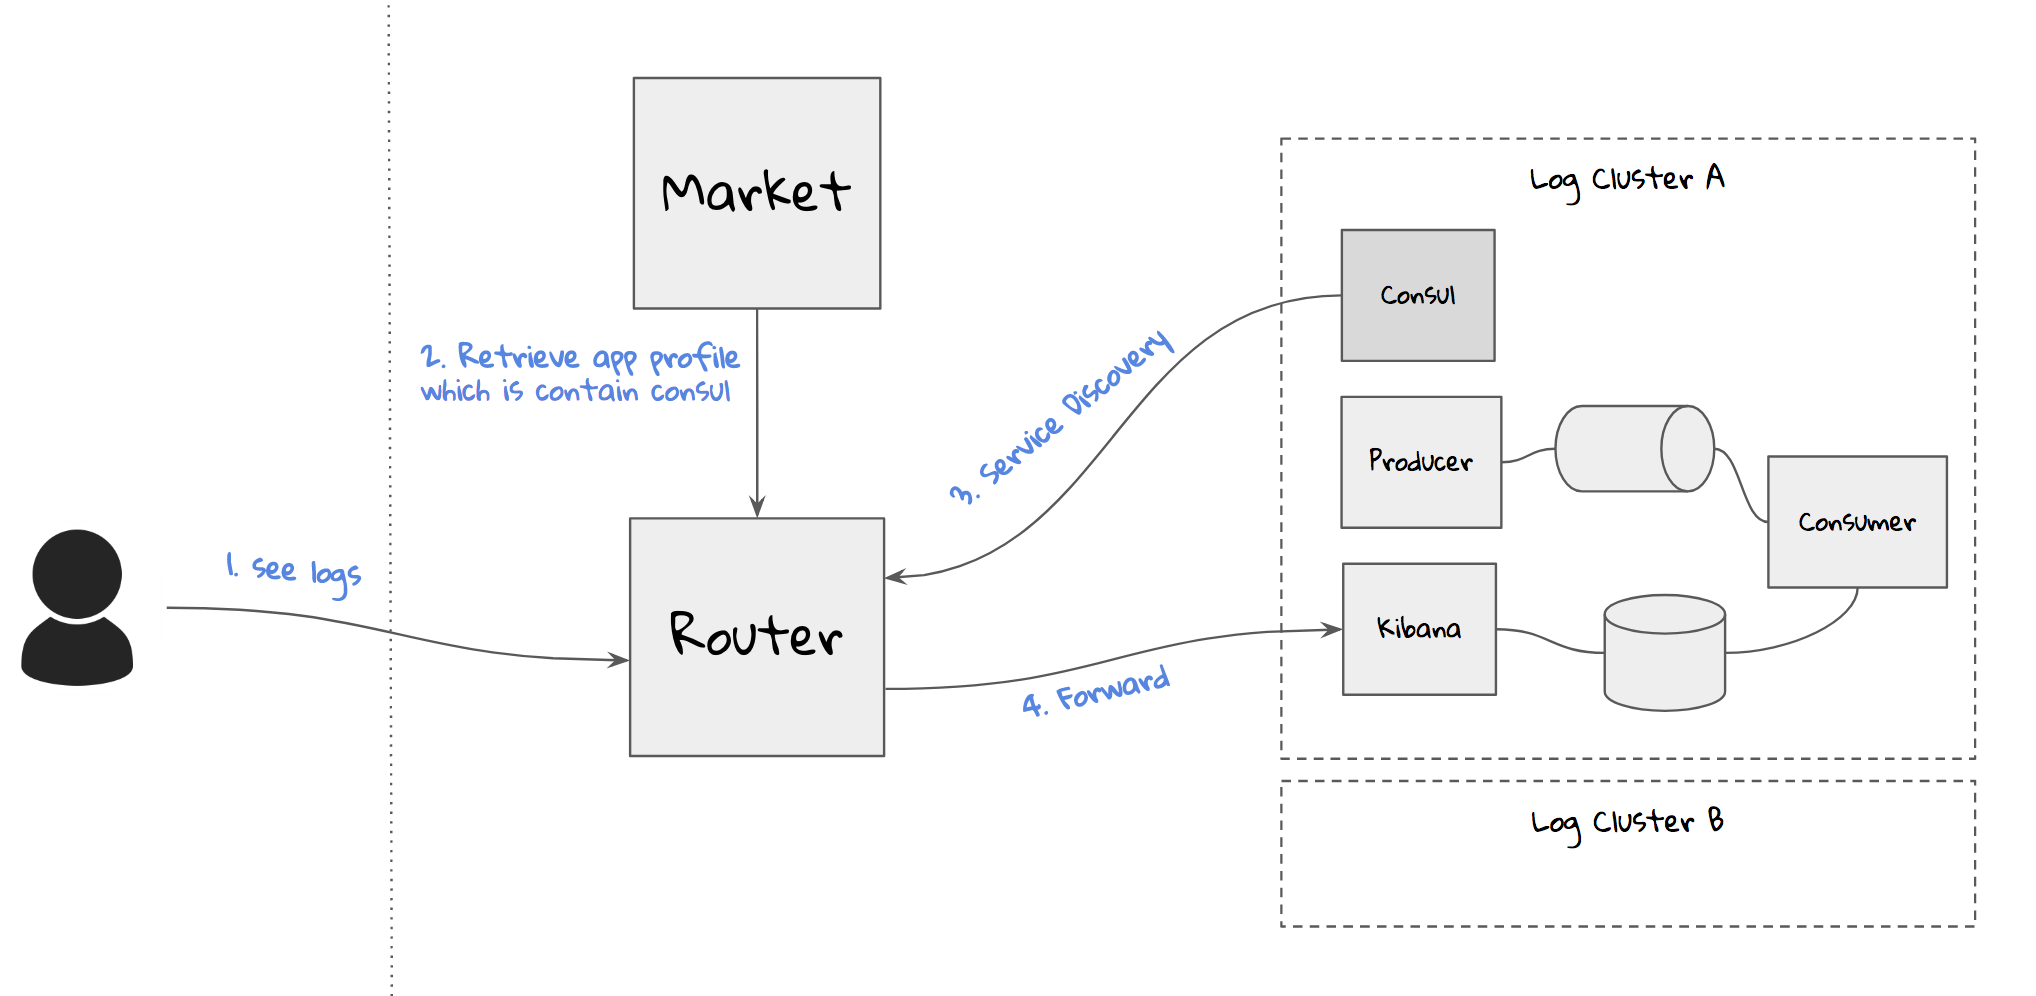 Market
Log Cluster A
Consul
2. Retrieve app profile
which is contain consul
3. Service Discovery
Producer
Consumer
1. see logs
Router
Kibana
4. Forward
Log Cluster B